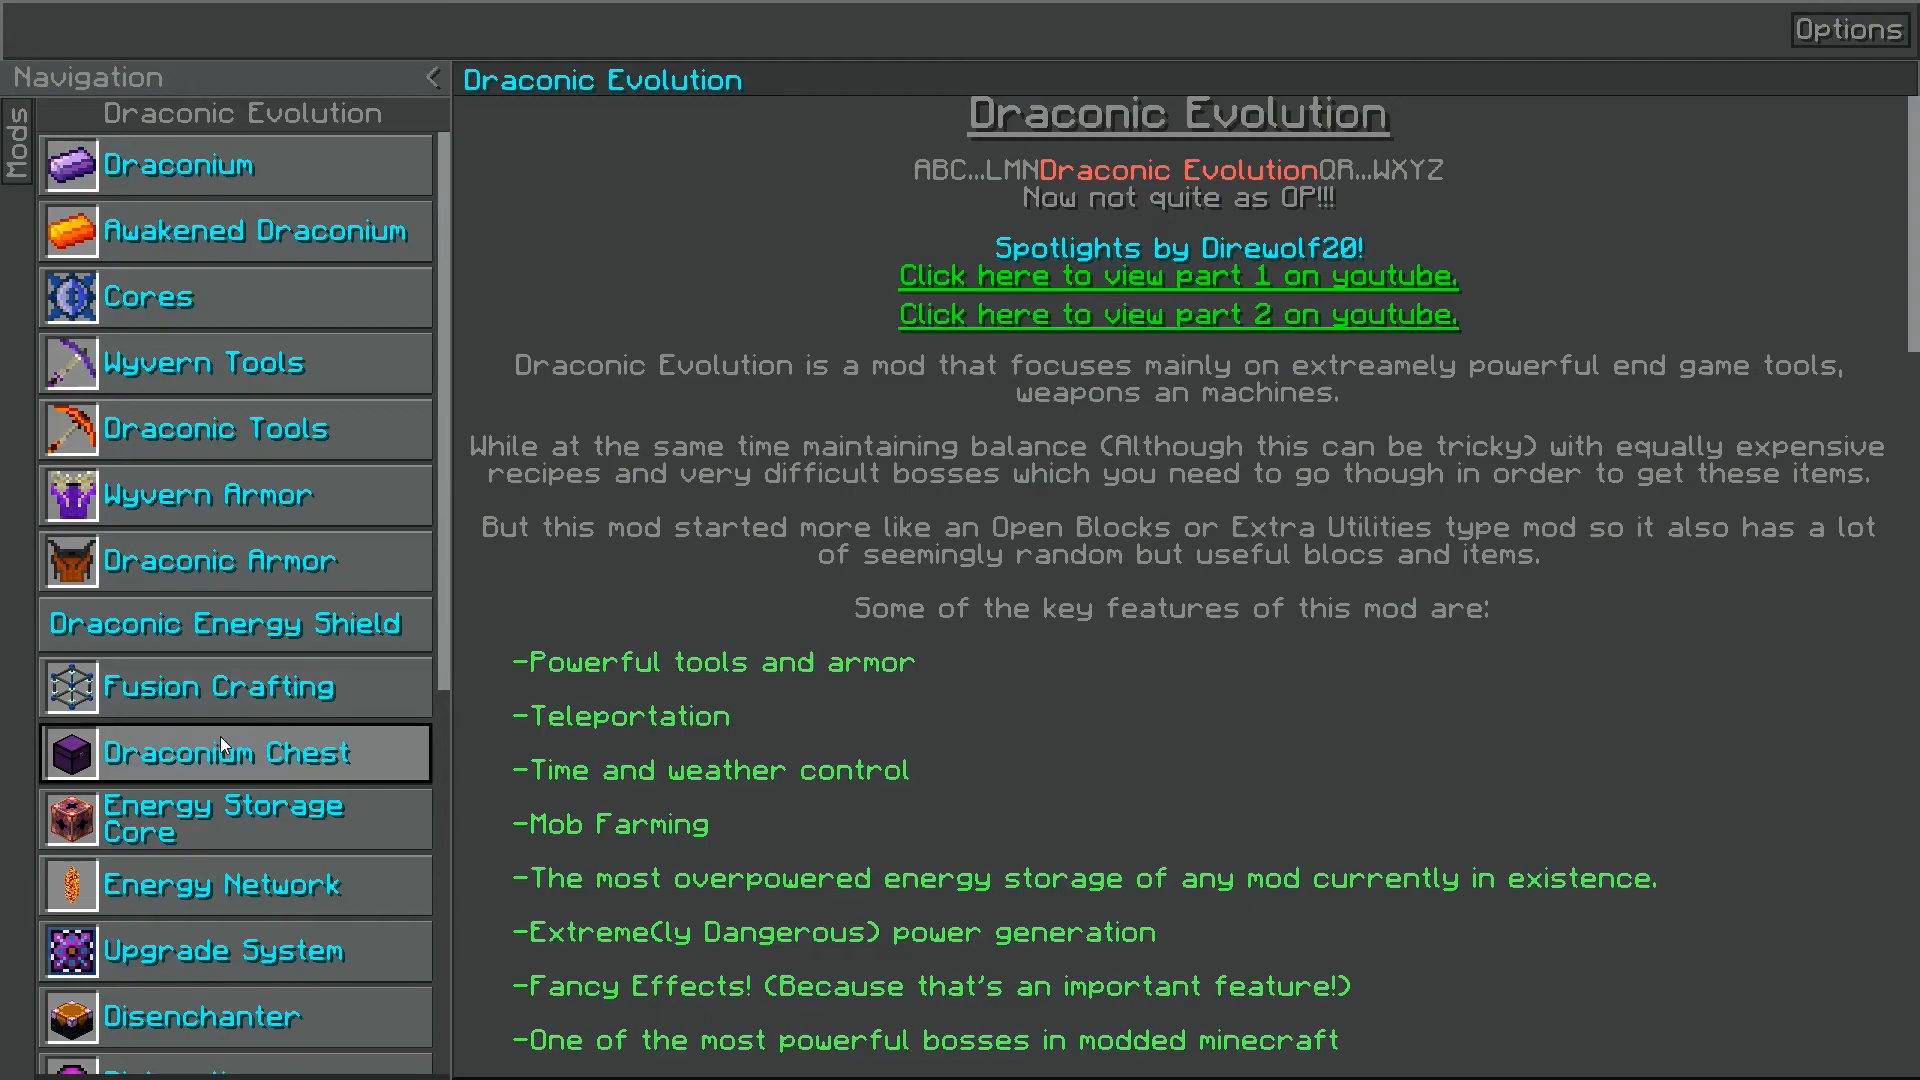 Options
Navigation
<
Mods
Draconic Evolution
Draconium
Awakened Draconium
Cores
Wyvern Tools
Draconic Tools
Wyvern Armor
Draconic Armor
Draconic Energy Shield
Fusion Crafting
Draconium Chest
Energy Storage
Core
Energy Network
Upgrade System
Disenchanter
Draconic Evolution
Draconic Evolution
ABC...LMNDraconic EvolutionQR...WXYZ
Now not quite as OP!!!
Spotlights by Direwolf20!
Click here to view part 1 on youtube.
Click here to view part 2 on youtube.
Draconic Evolution is a mod that focuses mainly on extreamely powerful end game tools,
weapons an machines.
While at the same time maintaining balance (Although this can be tricky) with equally expensive
recipes and very difficult bosses which you need to go though in order to get these items.
But this mod started more like an Open Blocks or Extra Utilities type mod so it also has a lot
of seemingly random but useful blocs and items.
Some of the key features of this mod are:
-Powerful tools and armor
-Teleportation
-Time and weather control
-Mob Farming
-The most overpowered energy storage of any mod currently in existence.
-Extreme(ly Dangerous) power generation
-Fancy Effects! (Because that's an important feature!)
-One of the most powerful bosses in modded minecraft